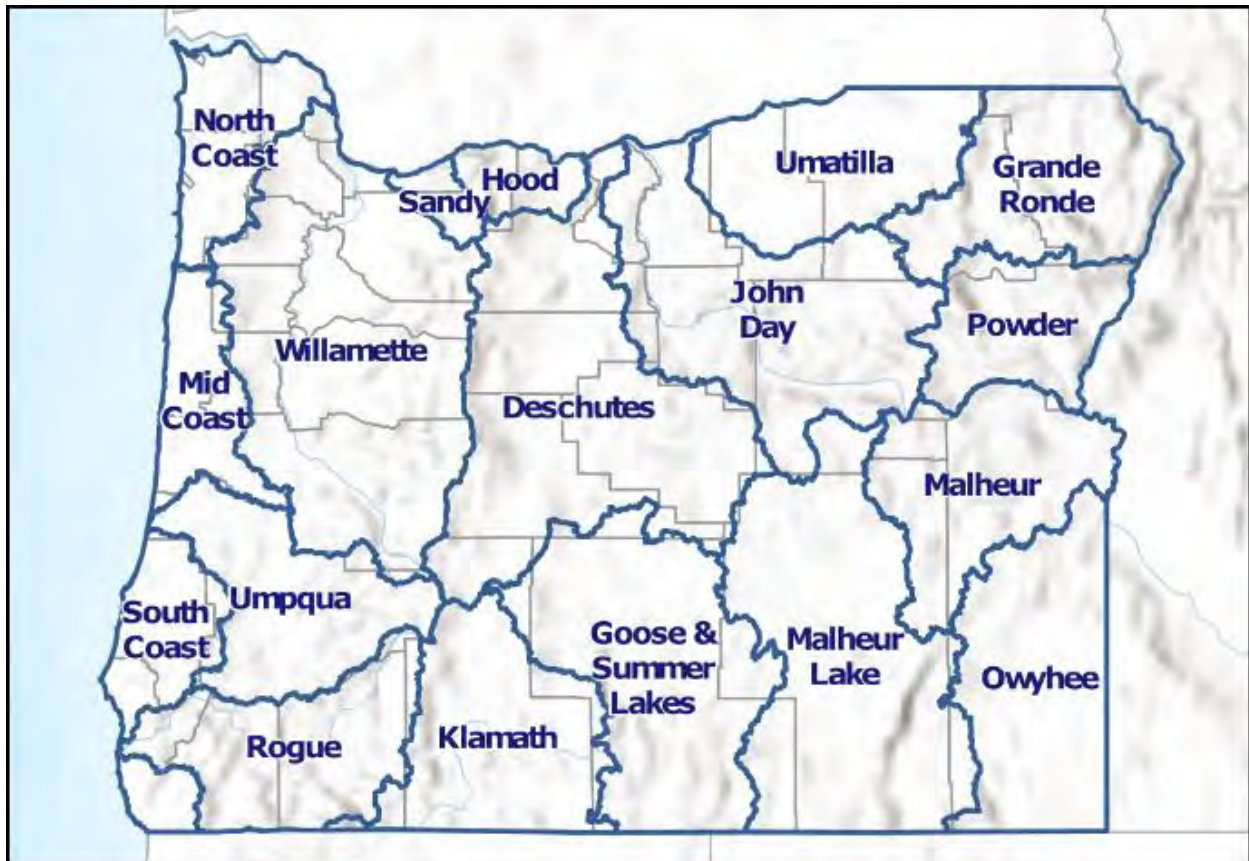 North
Coast
Sandy
Hood
Umatilla
Grande
Ronde
John
Day
Powder
Willamette
Mid
Coast
Deschutes
Malheur
Umpqua
South
Coast
Goose &
Summer
Lakes
Malheur
Lake
Owyhee
Rogue
Klamath